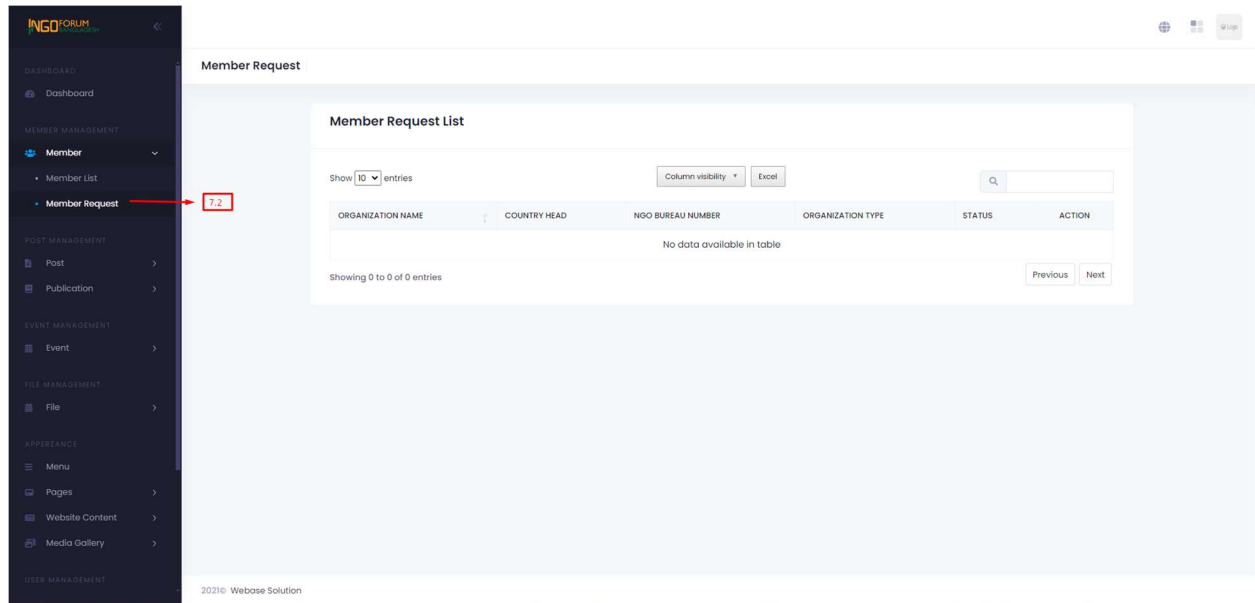 INGO FORUM
BANGLADESH
DASHBOARD
Dashboard
MEMBER MANAGEMENT
Member
Member List
Member Request
POST MANAGEMENT
Post
Publication
EVENT MANAGEMENT
Event
FILE MANAGEMENT
File
APPEREANCE
Menu
Pages
Website Content
Media Gallery
USER MANAGEMENT
7.2
Logo
Member Request
Member Request List
Show 10 entries
Column visibility
Excel
ORGANIZATION NAME COUNTRY HEAD NGO BUREAU NUMBER ORGANIZATION TYPE STATUS ACTION
No data available in table
Showing 0 to 0 of 0 entries
Previous Next
2021© Webase Solution